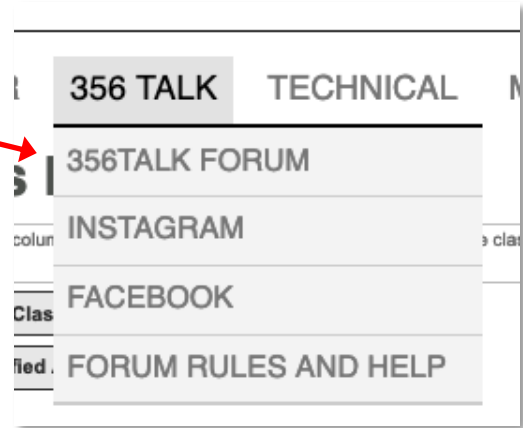 356 TALK TECHNICAL
356TALK FORUM
INSTAGRAM
FACEBOOK
FORUM RULES AND HELP